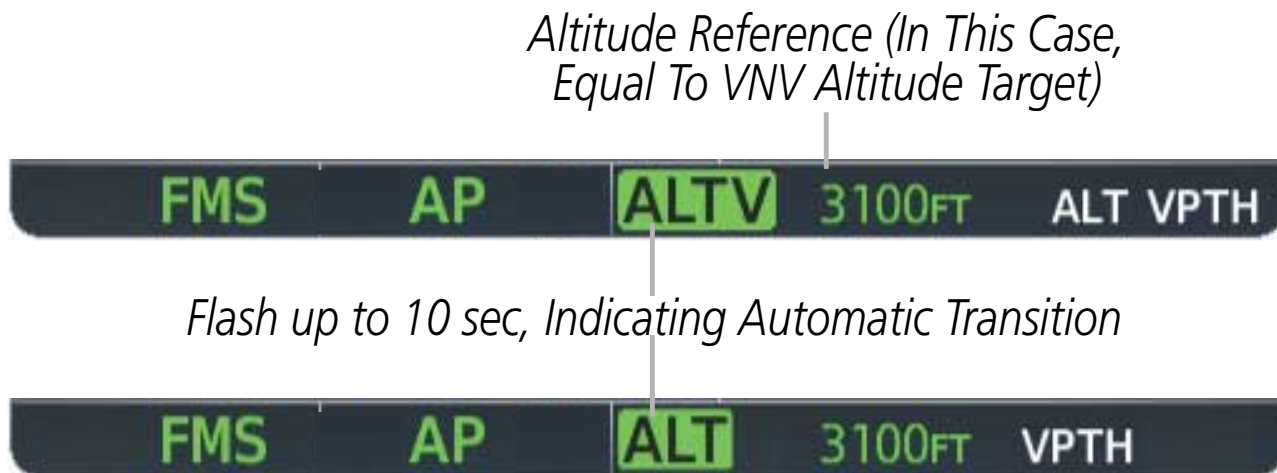 Altitude Reference (In This Case,
Equal To VNV Altitude Target)
FMS AP ALTV 3100FT ALT VPTH
Flash up to 10 sec, Indicating Automatic Transition
FMS AP ALT 3100FT VPTH